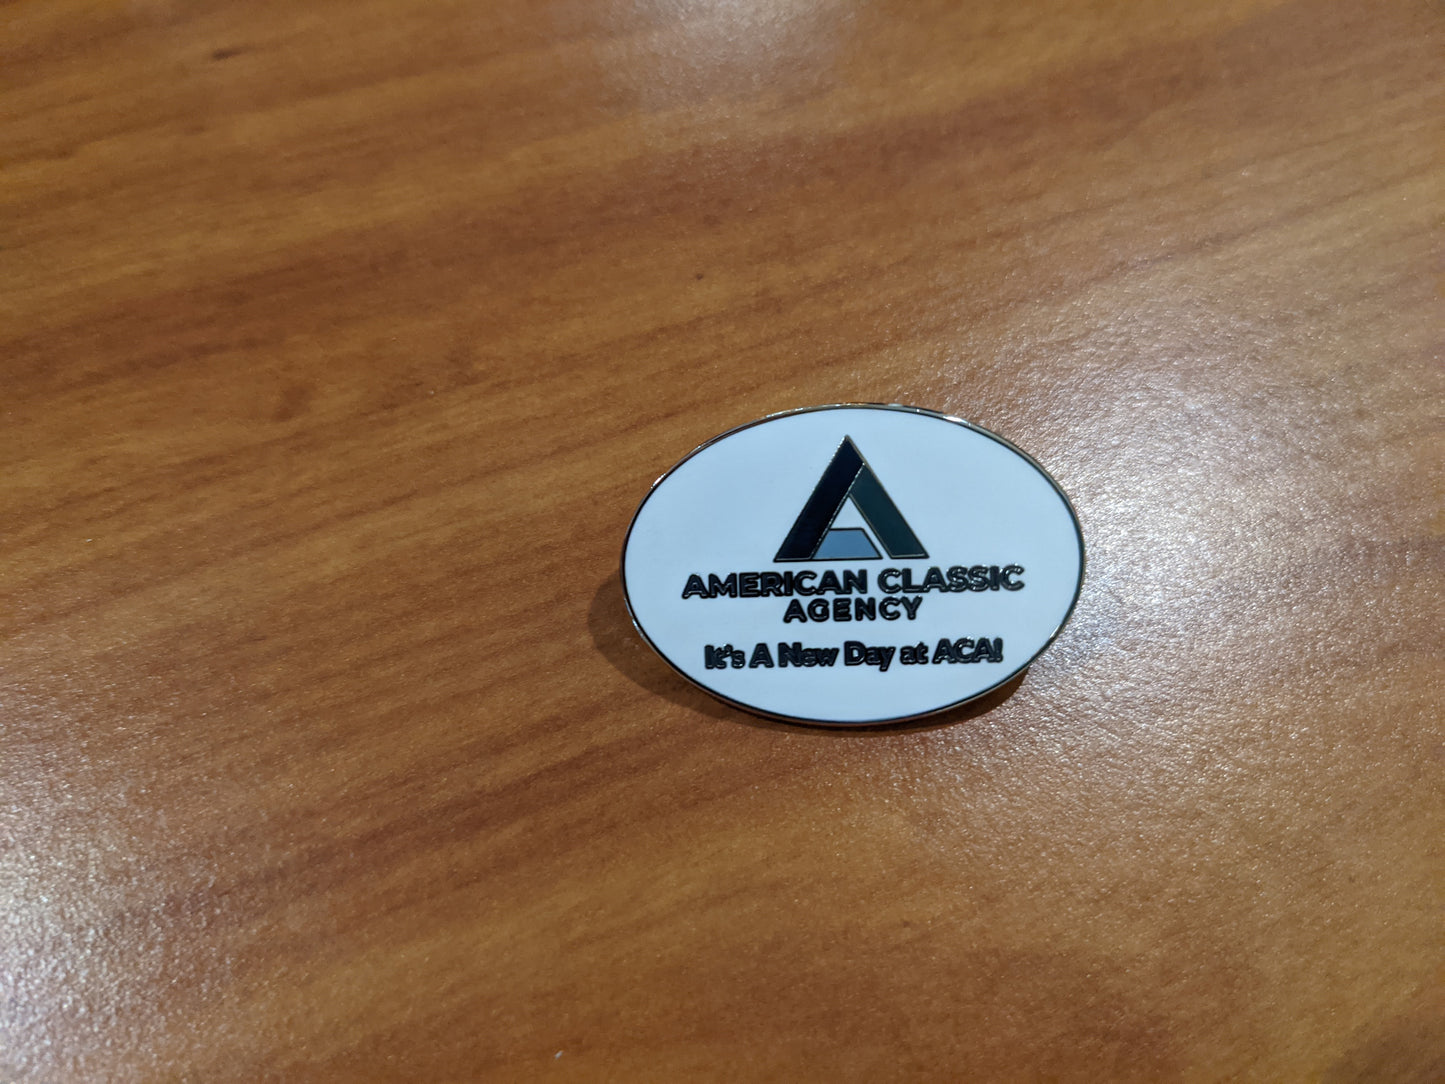 AMERICAN CLASSIC
AGENCY
It's A New Day at ACA!